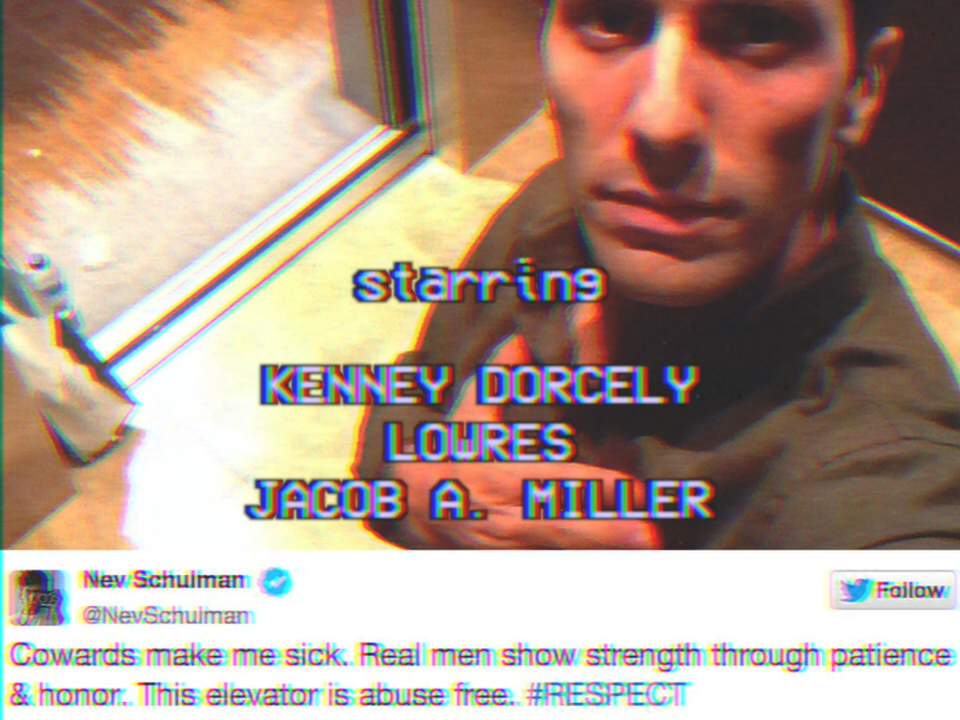 starring
KENNEY DORCELY
LOWRES
JACOB A. MILLER
Nev Schulman
Follow
@NevSchulman
Cowards make me sick. Real men show strength through patience
& honor. This elevator is abuse free. #RESPECT